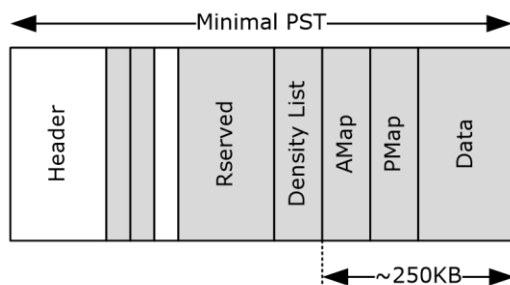 Minimal PST
Header
Rserved
Density List
AMap
PMap
Data
~250KB